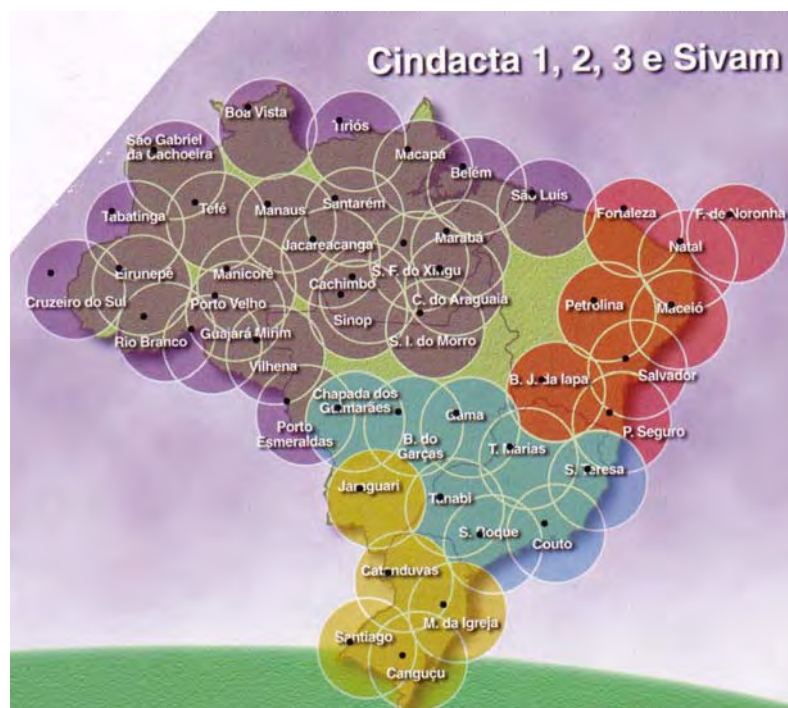 Cindacta 1, 2, 3 e Sivam
Boa Vista
Tiriós
São Gabriel
da Cachoeira
Macapá
Belém
São Luís
Tabatinga
Tefé
Manaus
Santarém
Fortaleza
F. de Noronha
Jacareacanga
Marabá
Natal
Eirunepê
Manicoré
S. F. do Xingu
Cachimbo
Cruzeiro do Sul
Porto Velho
C. do Araguaia
Petrolina
Maceió
Rio Branco
Guajará Mirim
Sinop
S. I. do Morro
Vilhena
B. J. da lapa
Salvador
Chapada dos
Guimarães
Gama
Porto
Esmeraldas
B. do
Garças
T. Marias
P. Seguro
S. Teresa
Jaraguari
Tanabi
S. Roque
Couto
Catanduvas
M. da Igreja
Santiago
Canguçu